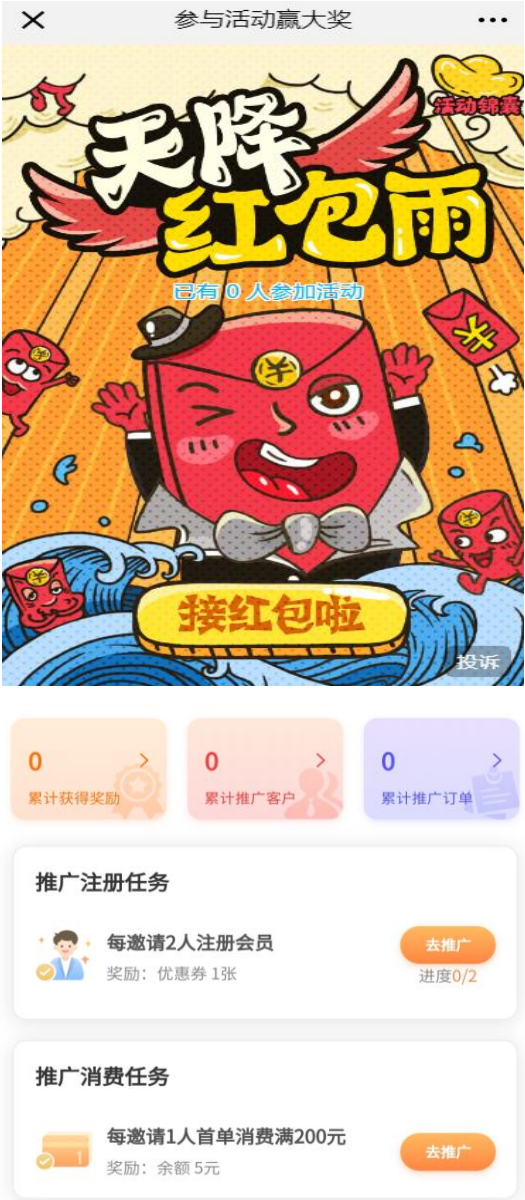 参与活动赢大奖
活动锦囊
天降
红包雨
已有 0 人参加活动
接红包啦
投诉
0
累计获得奖励
0
累计推广客户
0
累计推广订单
推广注册任务
每邀请2人注册会员
奖励：优惠券 1张
去推广
进度0/2
推广消费任务
1
每邀请1人首单消费满200元
奖励：余额 5元
去推广